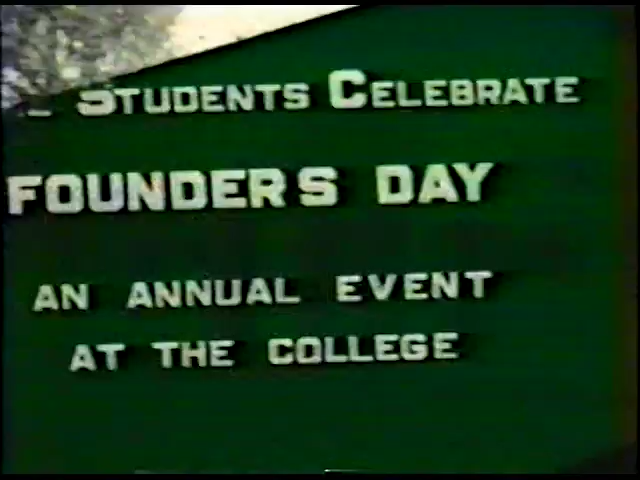 Students Celebrate
FOUNDERS DAY
AN ANNUAL EVENT
AT THE COLLEGE